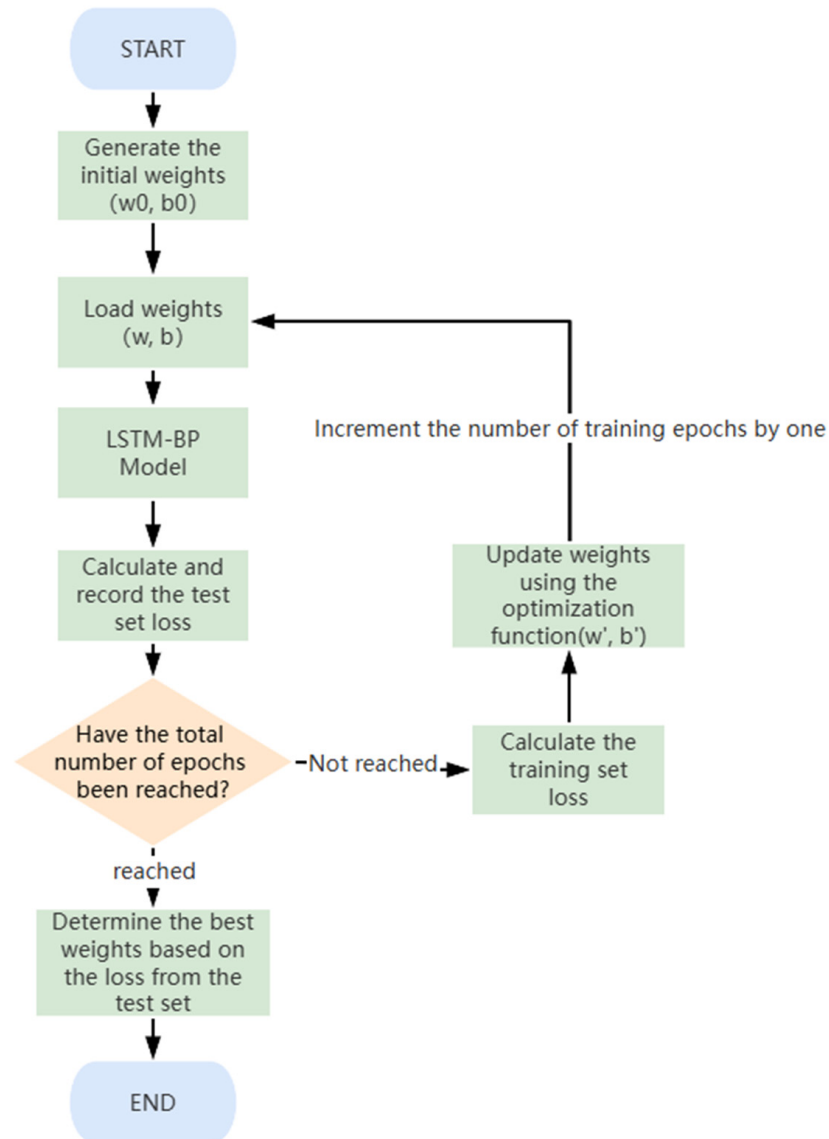 START
Generate the
initial weights
(w0, b0)
Load weights
(w, b)
LSTM-BP
Model
Calculate and
record the test
set loss
Have the total
number of epochs
been reached?
Not reached
Calculate the
training set
loss
Update weights
using the
optimization
function(w', b')
Increment the number of training epochs by one
reached
Determine the best
weights based on
the loss from the
test set
END